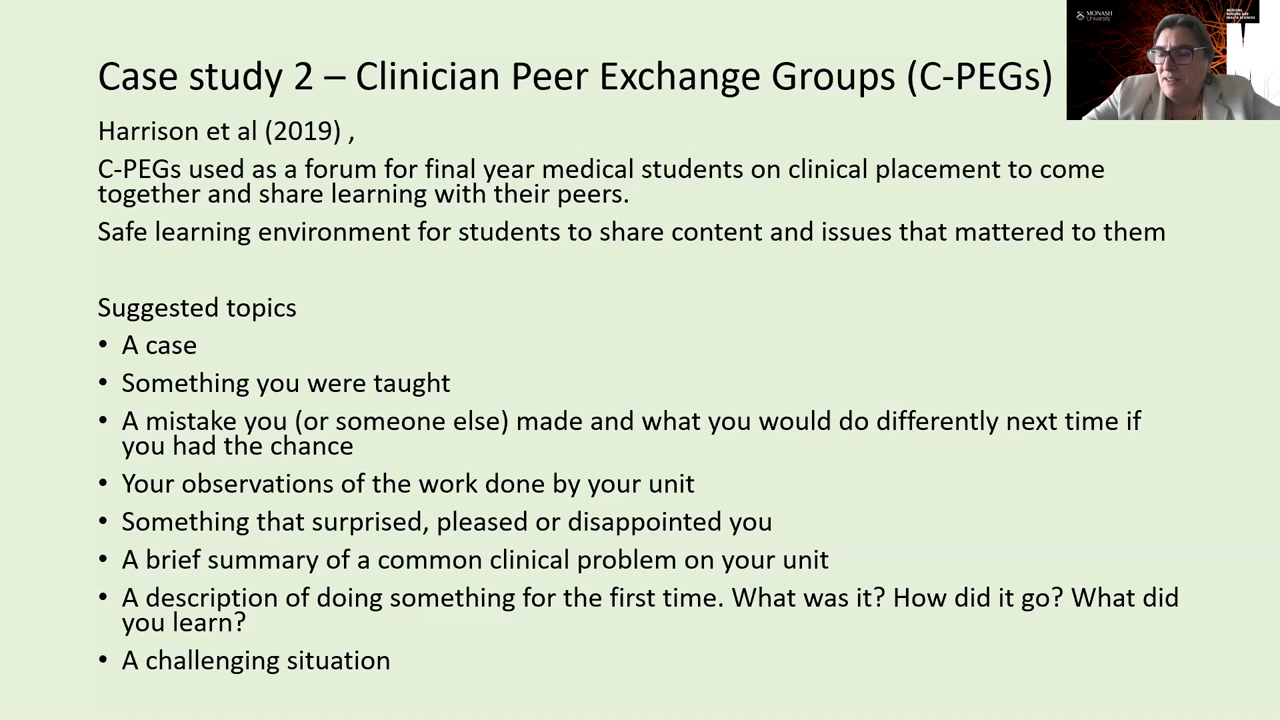 Case study 2 – Clinician Peer Exchange Groups (C-PEGs)
MONASH
University
MEDICINE,
NURSING AND
HEALTH SCIENCES
Harrison et al (2019) ,
C-PEGs used as a forum for final year medical students on clinical placement to come
together and share learning with their peers.
Safe learning environment for students to share content and issues that mattered to them
Suggested topics
• A case
• Something you were taught
• A mistake you (or someone else) made and what you would do differently next time if
you had the chance
• Your observations of the work done by your unit
• Something that surprised, pleased or disappointed you
• A brief summary of a common clinical problem on your unit
• A description of doing something for the first time. What was it? How did it go? What did
you learn?
• A challenging situation